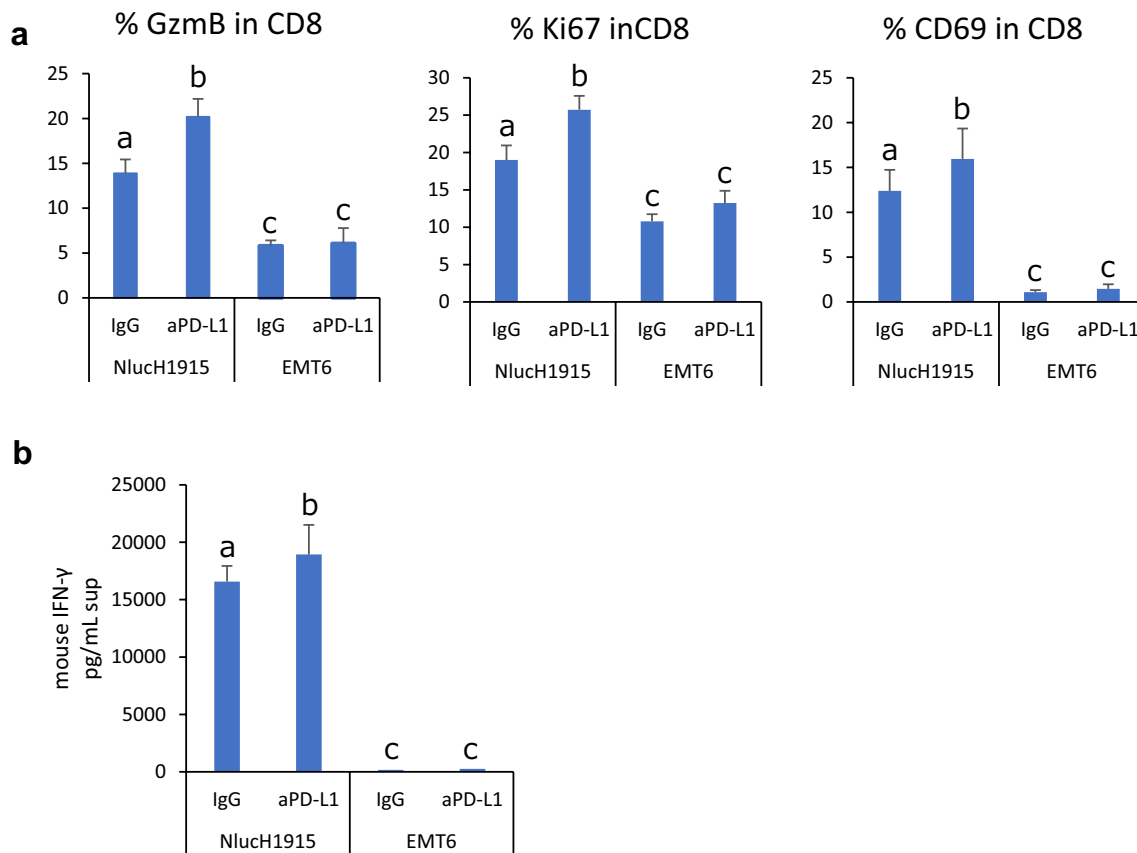 a
% GzmB in CD8
25
20
15
10
5
0
a
b
c
c
IgG aPD-L1 IgG aPD-L1
NlucH1915 EMT6
% Ki67 inCD8
30
25
20
15
10
5
0
a
b
c
c
IgG aPD-L1 IgG aPD-L1
NlucH1915 EMT6
% CD69 in CD8
25
20
15
10
5
0
a
b
c
c
IgG aPD-L1 IgG aPD-L1
NlucH1915 EMT6
b
mouse IFN-γ
pg/mL sup
25000
20000
15000
10000
5000
0
a
b
c
c
IgG aPD-L1 IgG aPD-L1
NlucH1915 EMT6